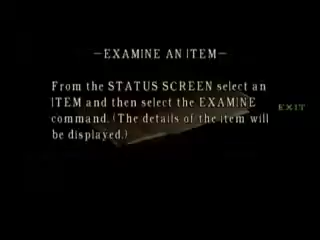 —EXAMINE AN ITEM—
From the STATUS SCREEN select an
ITEM and then select the EXAMINE
EXIT
command. (The details of the item will
be displayed.)